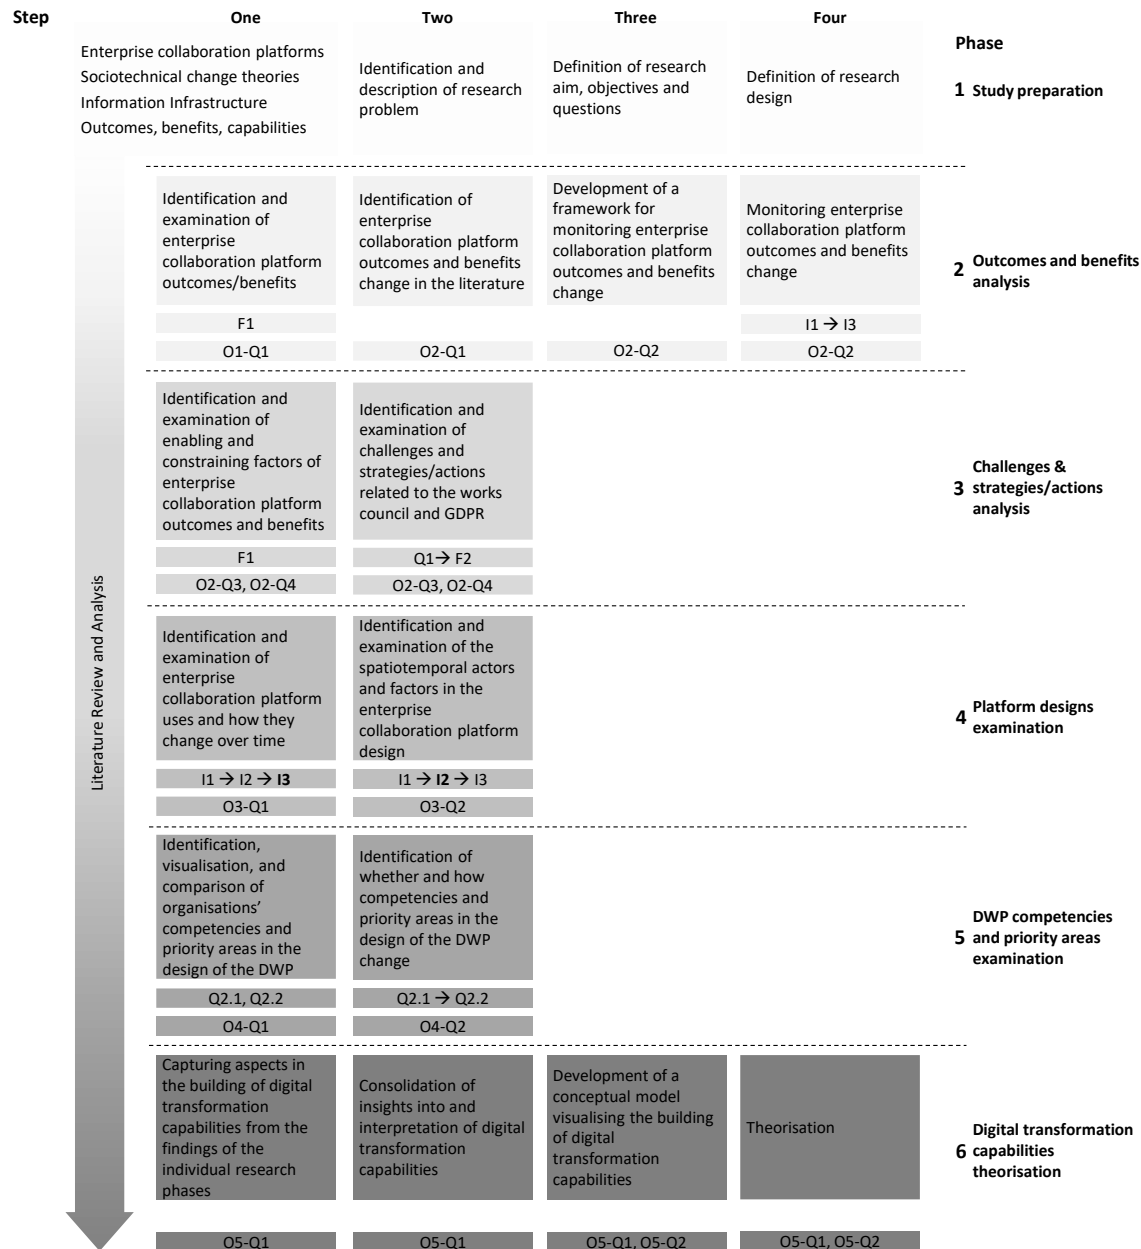 Step
One
Two
Three
Four
Phase
Enterprise collaboration platforms
Sociotechnical change theories
Information Infrastructure
Outcomes, benefits, capabilities
Identification and
description of research
problem
Definition of research
aim, objectives and
questions
Definition of research
design
1 Study preparation
Literature Review and Analysis
Identification and
examination of
enterprise
collaboration platform
outcomes/benefits
Identification of
enterprise
collaboration platform
outcomes and benefits
change in the literature
Development of a
framework for
monitoring enterprise
collaboration platform
outcomes and benefits
change
Monitoring enterprise
collaboration platform
outcomes and benefits
change
2 Outcomes and benefits
analysis
F1
I1 → I3
O1-Q1
O2-Q1
O2-Q2
O2-Q2
Identification and
examination of
enabling and
constraining factors of
enterprise
collaboration platform
outcomes and benefits
Identification and
examination of
challenges and
strategies/actions
related to the works
council and GDPR
Challenges &
3 strategies/actions
analysis
F1
Q1→ F2
O2-Q3, O2-Q4
O2-Q3, O2-Q4
Identification and
examination of
enterprise
collaboration platform
uses and how they
change over time
Identification and
examination of the
spatiotemporal actors
and factors in the
enterprise
collaboration platform
design
4 Platform designs
examination
I1 → I2 → I3
I1 → I2 → I3
O3-Q1
O3-Q2
Identification,
visualisation, and
comparison of
organisations'
competencies and
priority areas in the
design of the DWP
Identification of
whether and how
competencies and
priority areas in the
design of the DWP
change
DWP competencies
5 and priority areas
examination
Q2.1, Q2.2
Q2.1 → Q2.2
O4-Q1
O4-Q2
Capturing aspects in
the building of digital
transformation
capabilities from the
findings of the
individual research
phases
Consolidation of
insights into and
interpretation of digital
transformation
capabilities
Development of a
conceptual model
visualising the building
of digital
transformation
capabilities
Theorisation
Digital transformation
6 capabilities
theorisation
O5-Q1
O5-Q1
O5-Q1, O5-Q2
O5-Q1, O5-Q2